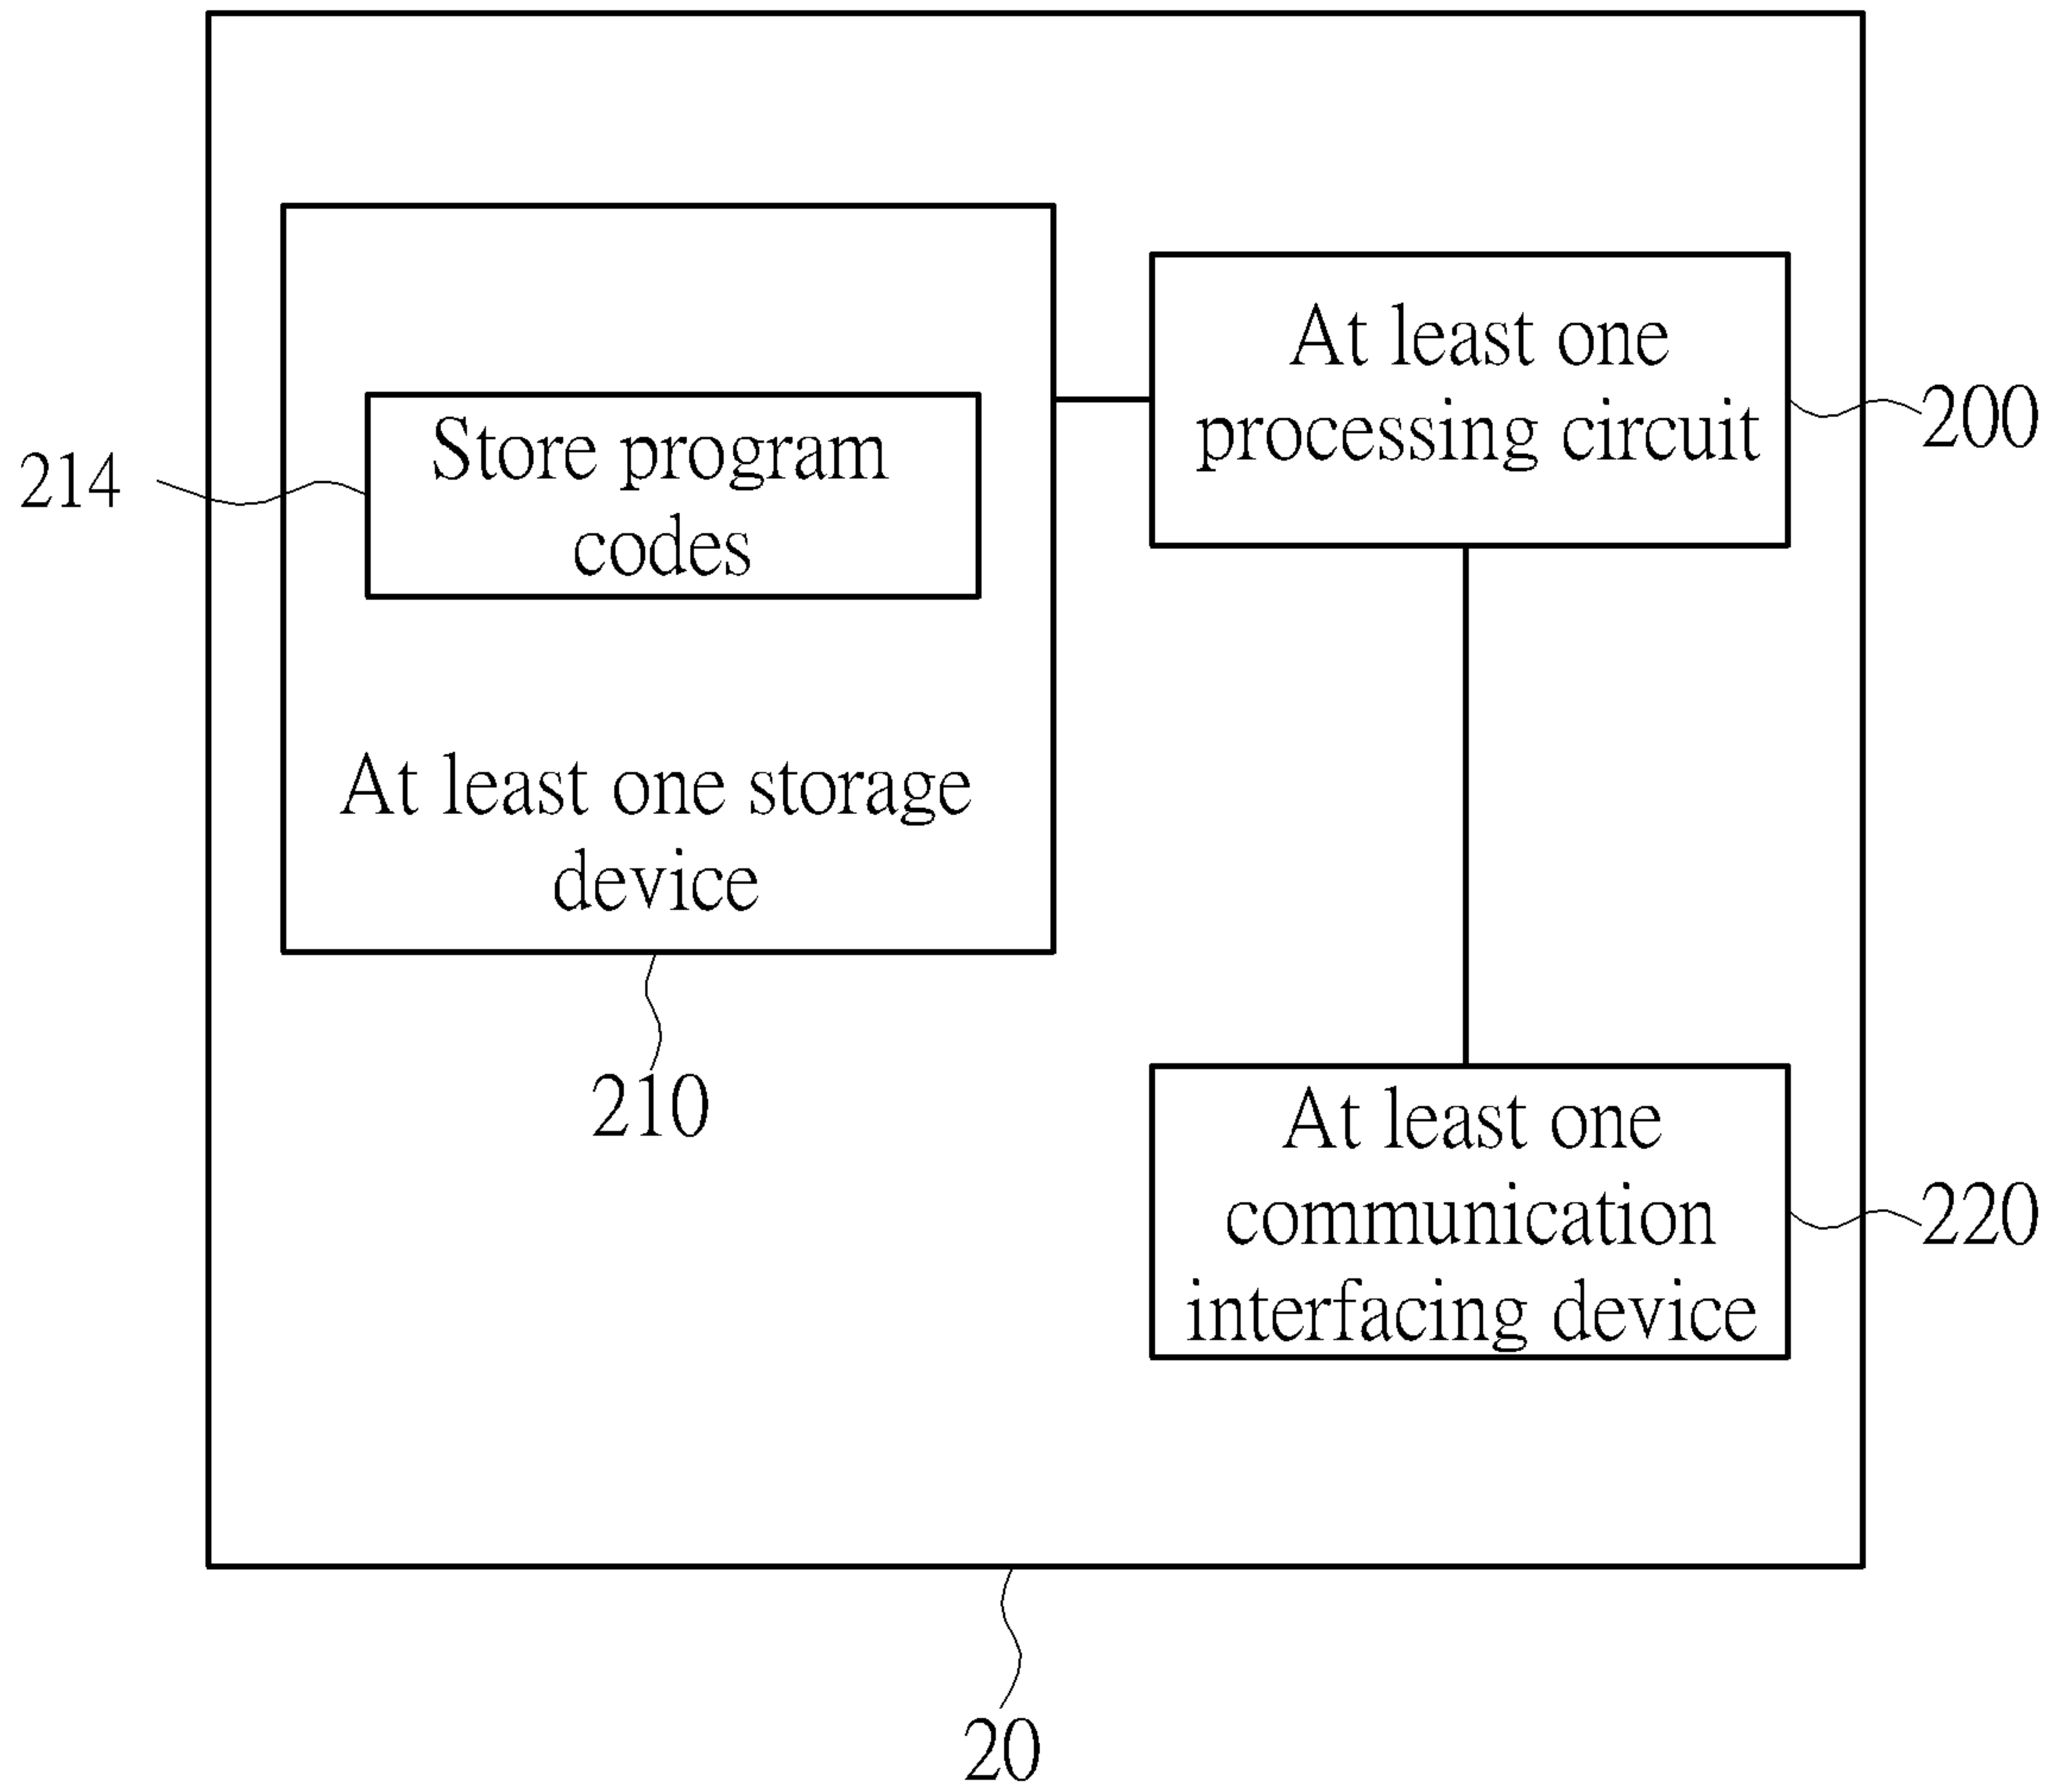 At least one
processing circuit
200
Store program
codes
214
At least one storage
device
210
At least one
communication
interfacing device
220
20